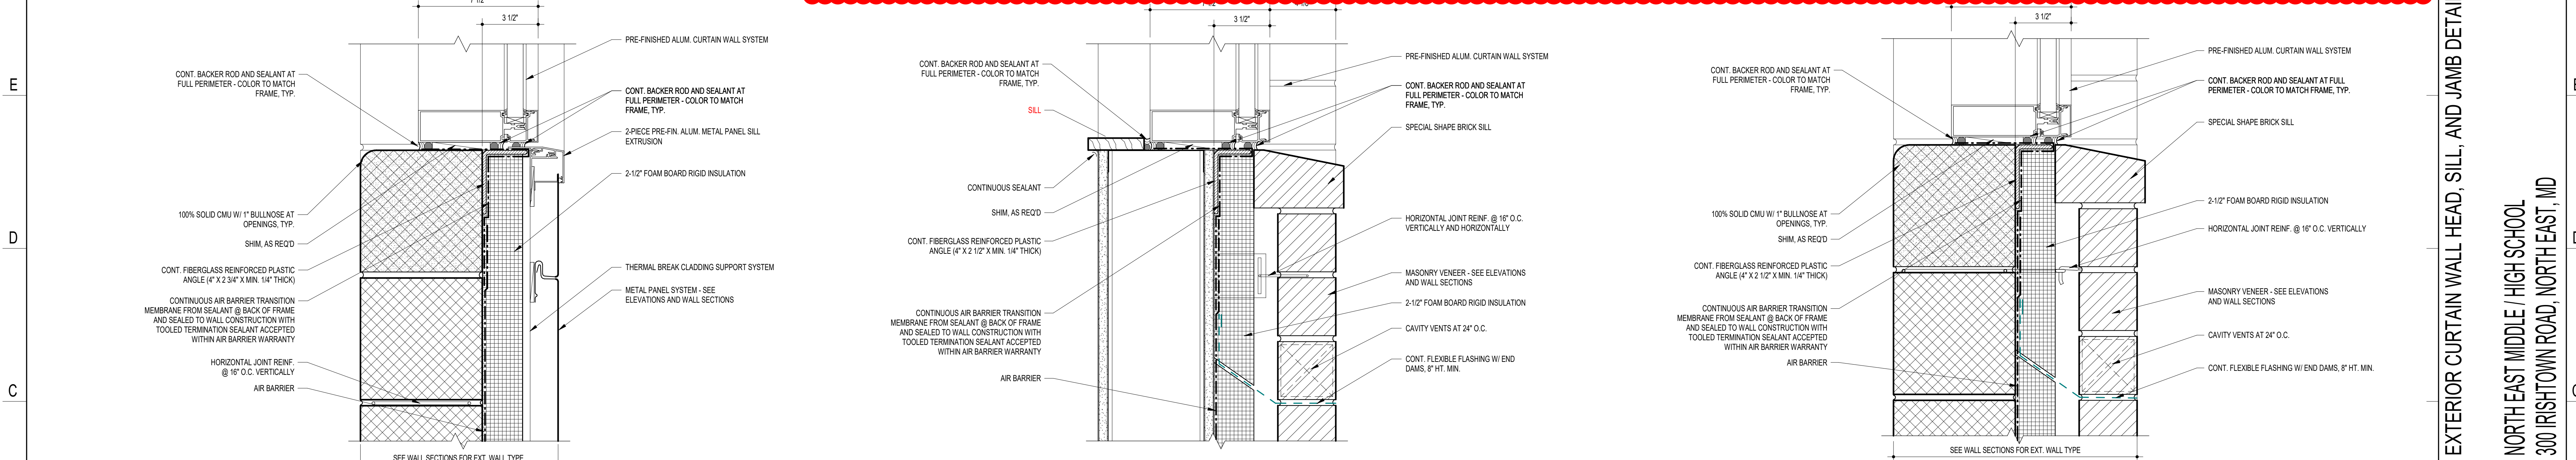 7 1/2"
3 1/2"
PRE-FINISHED ALUM. CURTAIN WALL SYSTEM
CONT. BACKER ROD AND SEALANT AT
FULL PERIMETER - COLOR TO MATCH
FRAME, TYP.
CONT. BACKER ROD AND SEALANT AT
FULL PERIMETER - COLOR TO MATCH
FRAME, TYP.
2-PIECE PRE-FIN. ALUM. METAL PANEL SILL
EXTRUSION
2-1/2" FOAM BOARD RIGID INSULATION
100% SOLID CMU W/ 1" BULLNOSE AT
OPENINGS, TYP.
SHIM, AS REQ'D
CONT. FIBERGLASS REINFORCED PLASTIC
ANGLE (4" X 2 3/4" X MIN. 1/4" THICK)
THERMAL BREAK CLADDING SUPPORT SYSTEM
METAL PANEL SYSTEM - SEE
ELEVATIONS AND WALL SECTIONS
CONTINUOUS AIR BARRIER TRANSITION
MEMBRANE FROM SEALANT @ BACK OF FRAME
AND SEALED TO WALL CONSTRUCTION WITH
TOOLED TERMINATION SEALANT ACCEPTED
WITHIN AIR BARRIER WARRANTY
HORIZONTAL JOINT REINF.
@ 16" O.C. VERTICALLY
AIR BARRIER
SEE WALL SECTIONS FOR EXT. WALL TYPE
3 1/2"
CONT. BACKER ROD AND SEALANT AT
FULL PERIMETER - COLOR TO MATCH
FRAME, TYP.
SILL
CONTINUOUS SEALANT
SHIM, AS REQ'D
CONT. FIBERGLASS REINFORCED PLASTIC
ANGLE (4" X 2 1/2" X MIN. 1/4" THICK)
CONTINUOUS AIR BARRIER TRANSITION
MEMBRANE FROM SEALANT @ BACK OF FRAME
AND SEALED TO WALL CONSTRUCTION WITH
TOOLED TERMINATION SEALANT ACCEPTED
WITHIN AIR BARRIER WARRANTY
AIR BARRIER
PRE-FINISHED ALUM. CURTAIN WALL SYSTEM
CONT. BACKER ROD AND SEALANT AT
FULL PERIMETER - COLOR TO MATCH
FRAME, TYP.
SPECIAL SHAPE BRICK SILL
HORIZONTAL JOINT REINF. @ 16" O.C.
VERTICALLY AND HORIZONTALLY
MASONRY VENEER - SEE ELEVATIONS
AND WALL SECTIONS
2-1/2" FOAM BOARD RIGID INSULATION
CAVITY VENTS AT 24" O.C.
CONT. FLEXIBLE FLASHING W/ END
DAMS, 8" HT. MIN.
3 1/2"
CONT. BACKER ROD AND SEALANT AT
FULL PERIMETER - COLOR TO MATCH
FRAME, TYP.
100% SOLID CMU W/ 1" BULLNOSE AT
OPENINGS, TYP.
SHIM, AS REQ'D
CONT. FIBERGLASS REINFORCED PLASTIC
ANGLE (4" X 2 1/2" X MIN. 1/4" THICK)
CONTINUOUS AIR BARRIER TRANSITION
MEMBRANE FROM SEALANT @ BACK OF FRAME
AND SEALED TO WALL CONSTRUCTION WITH
TOOLED TERMINATION SEALANT ACCEPTED
WITHIN AIR BARRIER WARRANTY
AIR BARRIER
PRE-FINISHED ALUM. CURTAIN WALL SYSTEM
CONT. BACKER ROD AND SEALANT AT FULL
PERIMETER - COLOR TO MATCH FRAME, TYP.
SPECIAL SHAPE BRICK SILL
2-1/2" FOAM BOARD RIGID INSULATION
HORIZONTAL JOINT REINF. @ 16" O.C. VERTICALLY
MASONRY VENEER - SEE ELEVATIONS
AND WALL SECTIONS
CAVITY VENTS AT 24" O.C.
CONT. FLEXIBLE FLASHING W/ END DAMS, 8" HT. MIN.
SEE WALL SECTIONS FOR EXT. WALL TYPE
E
D
C
EXTERIOR CURTAIN WALL HEAD, SILL, AND JAMB DETAI
NORTH EAST MIDDLE / HIGH SCHOOL
300 IRISHTOWN ROAD, NORTH EAST, MD